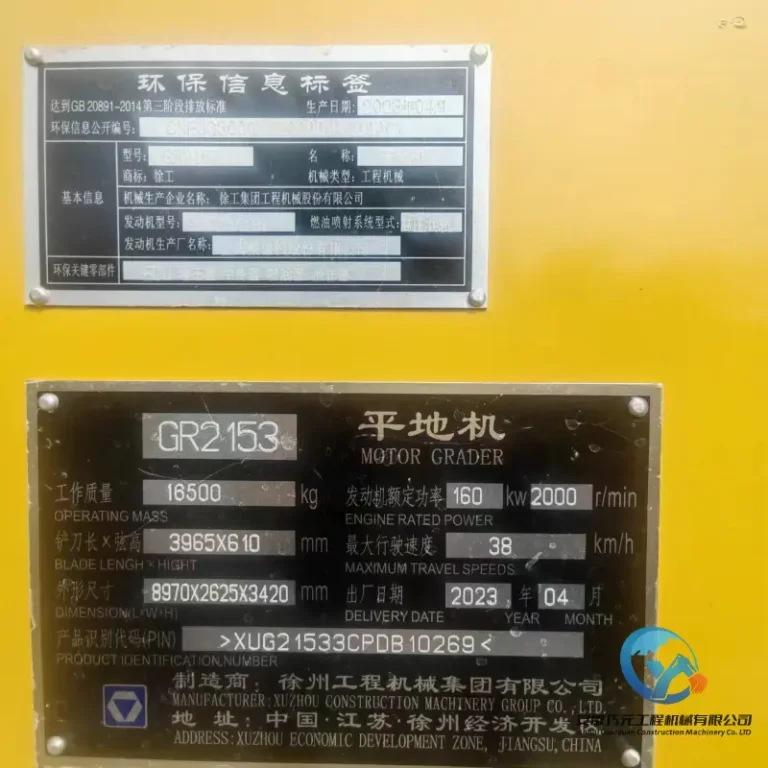 环保信息标签
达到GB 20891-2014第三阶段排放标准 生产日期:
环保信息公开编号:
型号: 名 称:
商标: 徐工 机械类型: 工程机械
基本信息 机械生产企业名称: 徐工集团工程机械股份有限公司
发动机型号: 燃油喷射系统型式:
发动机生产厂名称:
环保关键零部件
GR2153 平地机
MOTOR GRADER
工作质量 16500 kg 发动机额定功率 160 kw 2000 r/min
OPERATING MASS ENGINE RATED POWER
铲刀长×弦高 3965X610 mm 最大行驶速度 38 km/h
BLADE LENGH×HIGHT MAXIMUM TRAVEL SPEEDS
外形尺寸 8970X2625X3420 mm 出厂日期 2023 年 04 月
DIMENSION(L×W×H) DELIVERY DATE YEAR MONTH
产品识别代码(PIN) >XUG21533CPDB10269<
PRODUCT IDENTIFICATION NUMBER
制造商: 徐州工程机械集团有限公司
MANUFACTURER: XUZHOU CONSTRUCTION MACHINERY GROUP CO., LTD
地 址: 中国·江苏·徐州经济开发
ADDRESS: XUZHOU ECONOMIC DEVELOPMENT ZONE, JIANGSU, CHINA
巧元工程机械有限公司
Construction Machinery Co., LTD